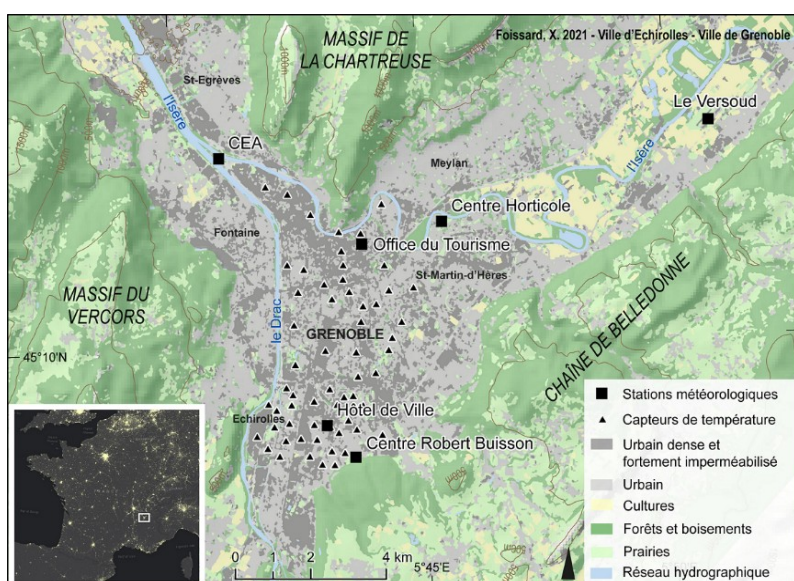 MASSIF DE
LA CHARTREUSE
Foissard, X. 2021 - Ville d'Echirolles - Ville de Grenoble
1000m
St-Egrèves
l'Isère
CEA
Le Versoud
l'Isère
Meylan
Centre Horticole
Fontaine
Office du Tourisme
St-Martin-d'Hères
MASSIF DU
VERCORS
le Drac
GRENOBLE
CHAÎNE DE BELLEDONNE
45°10'N
Echirolles
Hôtel de Ville
Centre Robert Buisson
500m
0 1 2 4 km
5°45'E
Stations météorologiques
Capteurs de température
Urbain dense et
fortement imperméabilisé
Urbain
Cultures
Forêts et boisements
Prairies
Réseau hydrographique